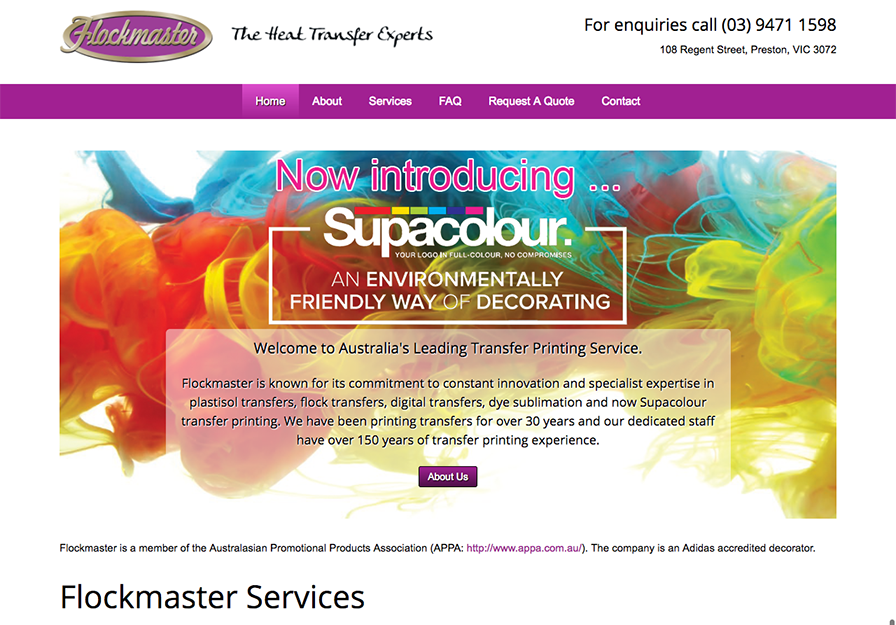 Flockmaster The Heat Transfer Experts
For enquiries call (03) 9471 1598
108 Regent Street, Preston, VIC 3072
Home About Services FAQ Request A Quote Contact
Now introducing ...
Supacolour.
YOUR LOGO IN FULL-COLOUR, NO COMPROMISES
AN ENVIRONMENTALLY
FRIENDLY WAY OF DECORATING
Welcome to Australia's Leading Transfer Printing Service.
Flockmaster is known for its commitment to constant innovation and specialist expertise in
plastisol transfers, flock transfers, digital transfers, dye sublimation and now Supacolour
transfer printing. We have been printing transfers for over 30 years and our dedicated staff
have over 150 years of transfer printing experience.
About Us
Flockmaster is a member of the Australasian Promotional Products Association (APPA: http://www.appa.com.au/). The company is an Adidas accredited decorator.
Flockmaster Services